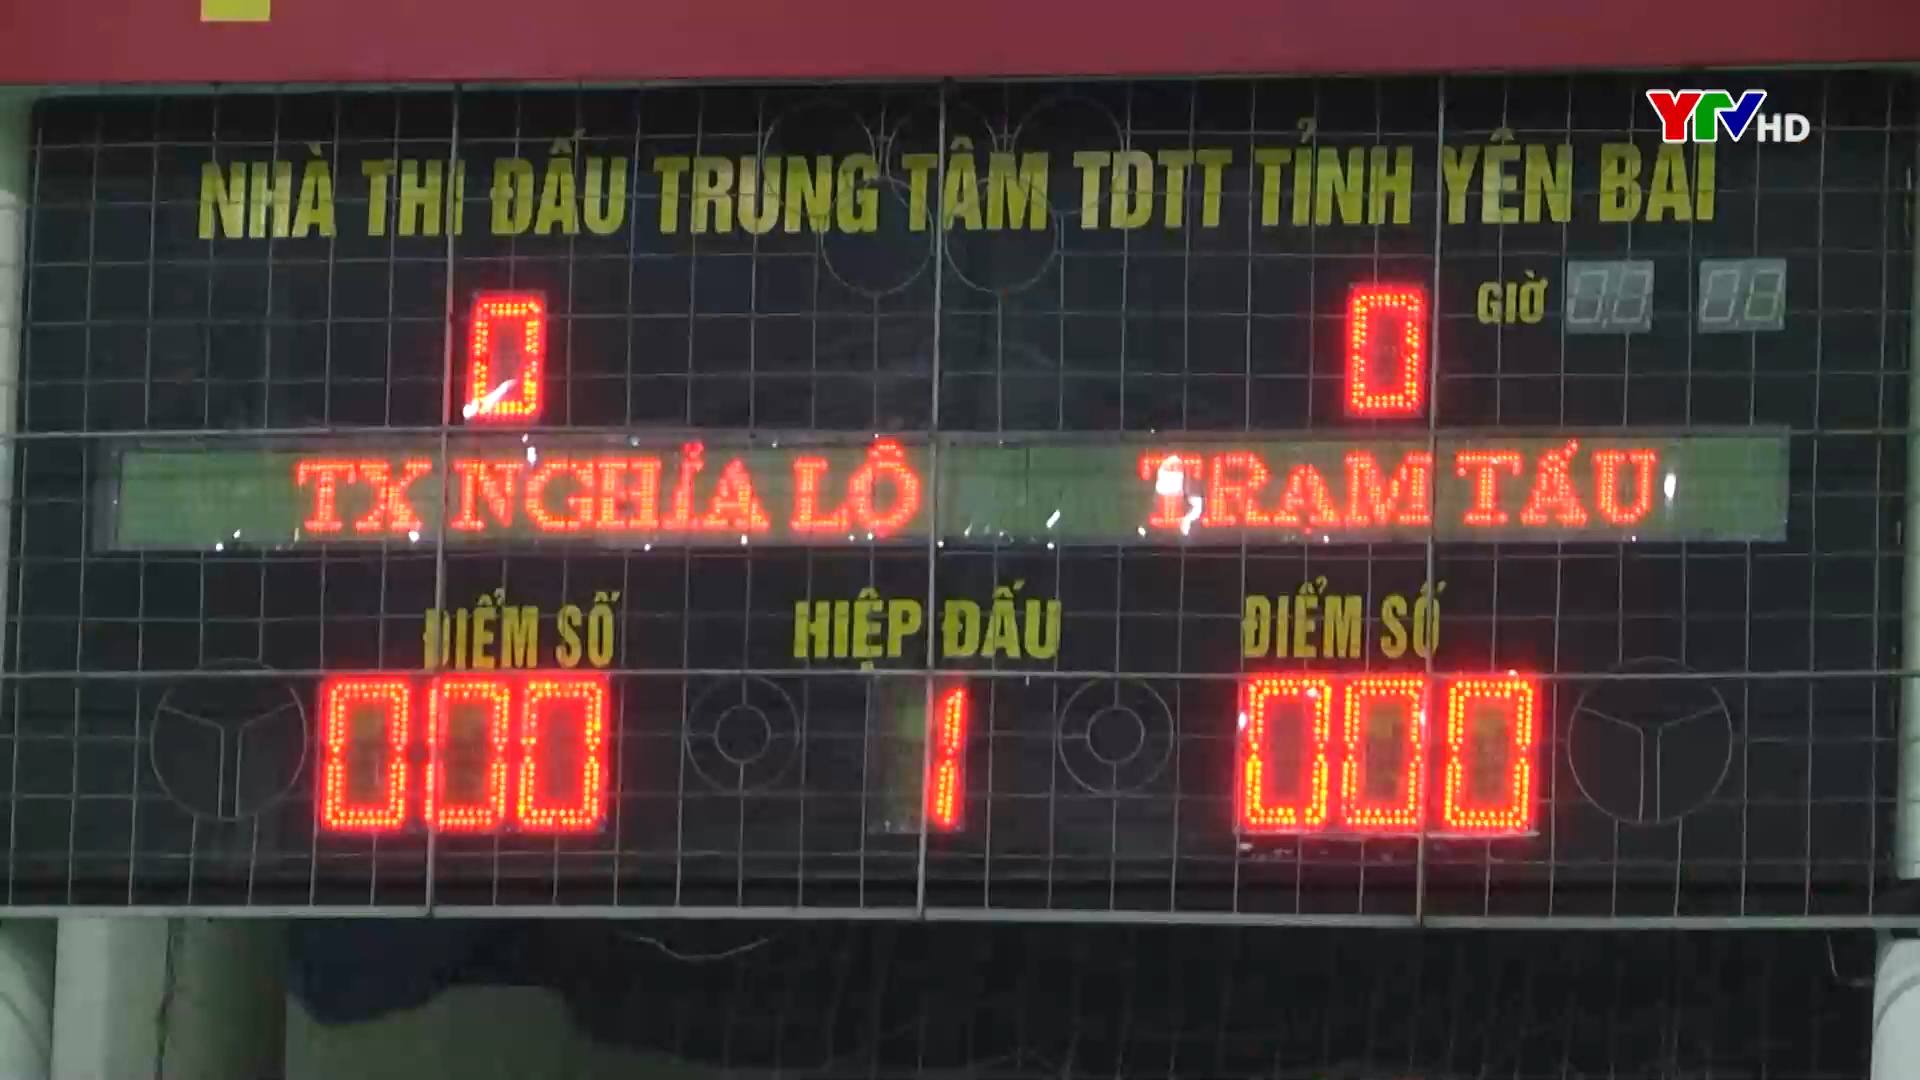 YTV HD
NHÀ THI ĐẤU TRUNG TÂM TDTT TỈNH YÊN BÁI
GIỜ
0 0
TX NGHĨA LỘ TRẠM TẤU
ĐIỂM SỐ HIỆP ĐẤU ĐIỂM SỐ
000 1 000